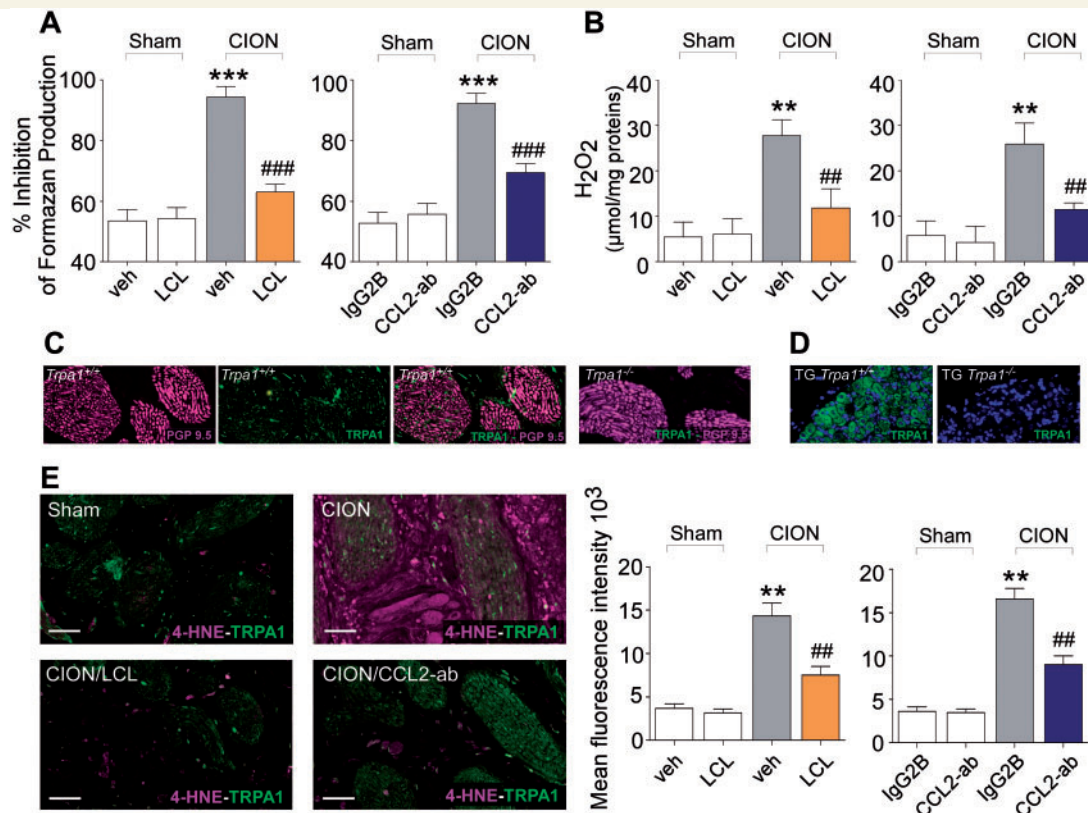 A
Sham
CION
Sham
CION
% Inhibition
of Formazan Production
100
80
60
40
***
###
veh
LCL
veh
LCL
100
80
60
40
***
###
IgG2B
CCL2-ab
IgG2B
CCL2-ab
B
Sham
CION
Sham
CION
H2O2
(µmol/mg proteins)
40
30
20
10
0
**
##
veh
LCL
veh
LCL
40
30
20
10
0
**
##
IgG2B
CCL2-ab
IgG2B
CCL2-ab
C
Trpa1+/+
PGP 9.5
Trpa1+/+
TRPA1
Trpa1+/+
TRPA1 - PGP 9.5
Trpa1-/-
TRPA1 - PGP 9.5
D
TG Trpa1+/+
TRPA1
TG Trpa1-/-
TRPA1
E
Sham
4-HNE-TRPA1
CION
4-HNE-TRPA1
CION/LCL
4-HNE-TRPA1
CION/CCL2-ab
4-HNE-TRPA1
Mean fluorescence intensity 10³
Sham
CION
20
15
10
5
0
**
##
veh
LCL
veh
LCL
Sham
CION
20
15
10
5
0
**
##
IgG2B
CCL2-ab
IgG2B
CCL2-ab